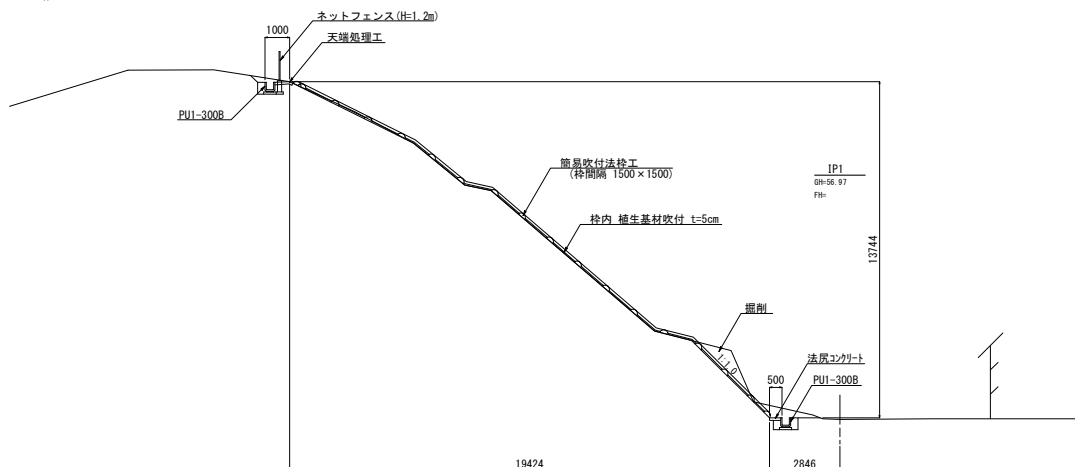 ネットフェンス(H=1.2m)
1000
天端処理工
PU1-300B
簡易吹付法枠工
(枠間隔 1500×1500)
IP1
GH=56.97
FH=
枠内 植生基材吹付 t=5cm
13744
掘削
1:1.0
法尻コンクリート
500
PU1-300B
19424
2846